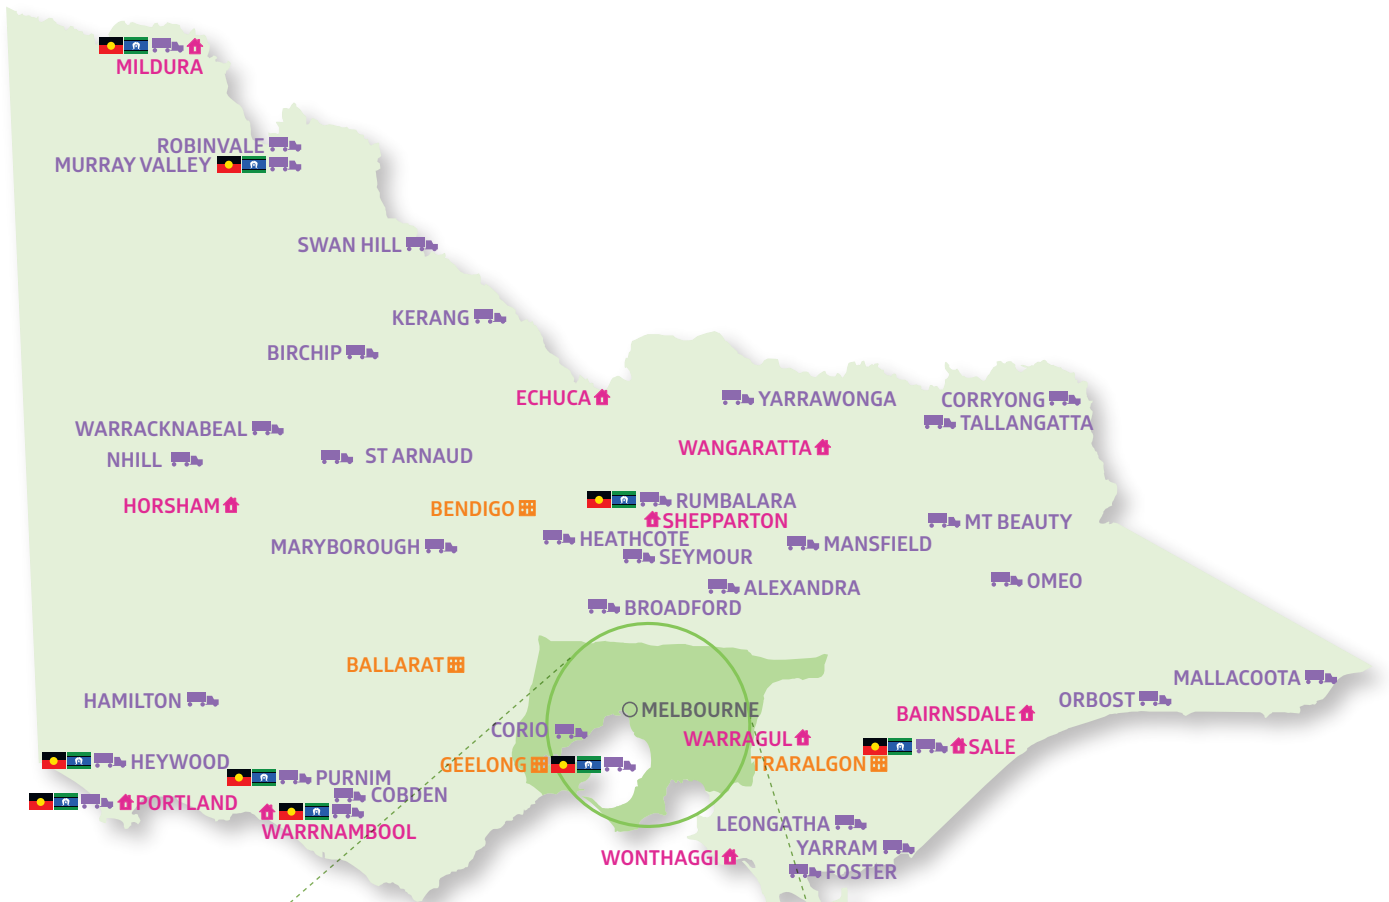 MILDURA
ROBINVALE
MURRAY VALLEY
SWAN HILL
KERANG
BIRCHIP
ECHUCA
YARRAWONGA
CORRYONG
TALLANGATTA
WARRACKNABEAL
WANGARATTA
NHILL
ST ARNAUD
HORSHAM
BENDIGO
RUMBALARA
SHEPPARTON
MT BEAUTY
HEATHCOTE
MARYBOROUGH
MANSFIELD
SEYMOUR
OMEO
ALEXANDRA
BROADFORD
BALLARAT
MALLACOOTA
HAMILTON
ORBOST
MELBOURNE
BAIRNSDALE
CORIO
WARRAGUL
SALE
HEYWOOD
GEELONG
TRARALGON
PURNIM
COBDEN
PORTLAND
WARRNAMBOOL
LEONGATHA
YARRAM
WONTHAGGI
FOSTER